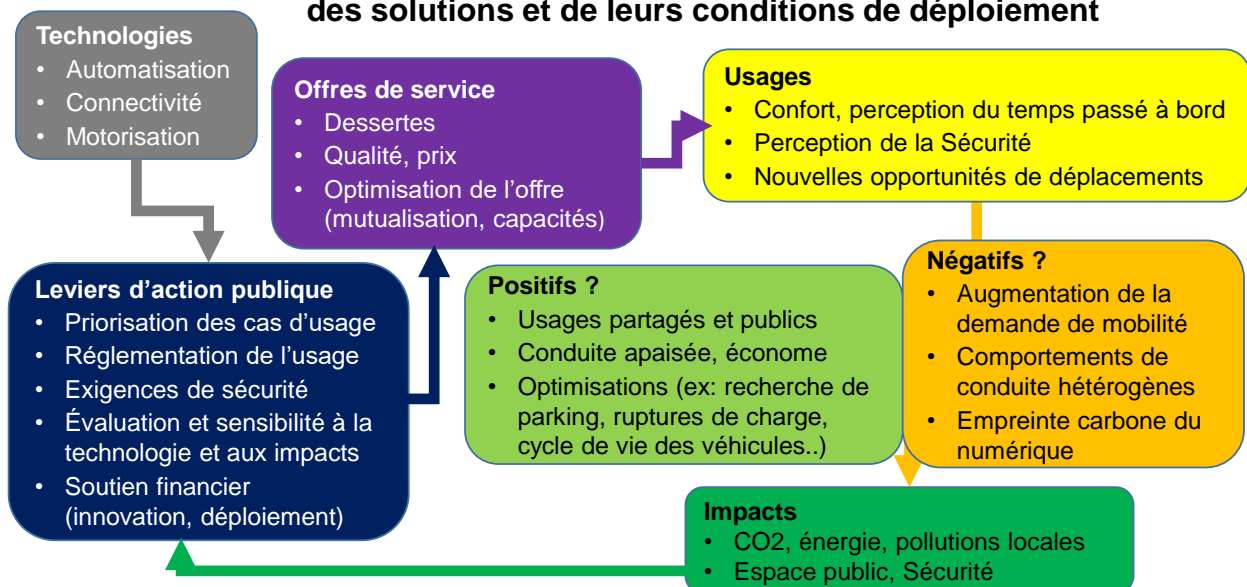 des solutions et de leurs conditions de déploiement
Technologies
• Automatisation
• Connectivité
• Motorisation
Offres de service
• Dessertes
• Qualité, prix
• Optimisation de l’offre
(mutualisation, capacités)
Usages
• Confort, perception du temps passé à bord
• Perception de la Sécurité
• Nouvelles opportunités de déplacements
Leviers d’action publique
• Priorisation des cas d’usage
• Réglementation de l’usage
• Exigences de sécurité
• Évaluation et sensibilité à la
technologie et aux impacts
• Soutien financier
(innovation, déploiement)
Positifs ?
• Usages partagés et publics
• Conduite apaisée, économe
• Optimisations (ex: recherche de
parking, ruptures de charge,
cycle de vie des véhicules..)
Négatifs ?
• Augmentation de la
demande de mobilité
• Comportements de
conduite hétérogènes
• Empreinte carbone du
numérique
Impacts
• CO2, énergie, pollutions locales
• Espace public, Sécurité